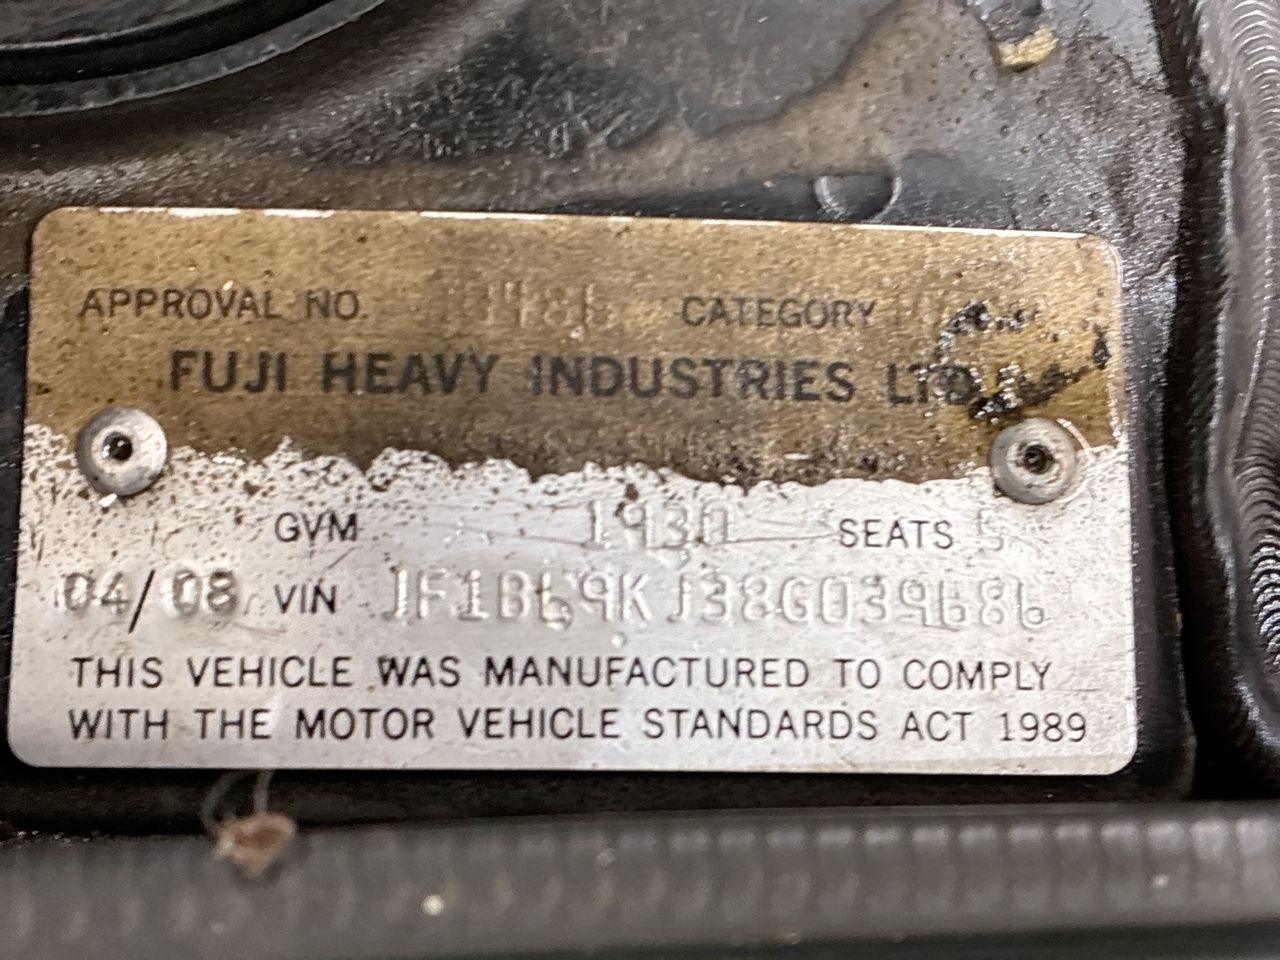 APPROVAL NO. CATEGORY
FUJI HEAVY INDUSTRIES LTD.
GVM 1930 SEATS 5
04/08 VIN JF1B69KJ38G039686
THIS VEHICLE WAS MANUFACTURED TO COMPLY
WITH THE MOTOR VEHICLE STANDARDS ACT 1989